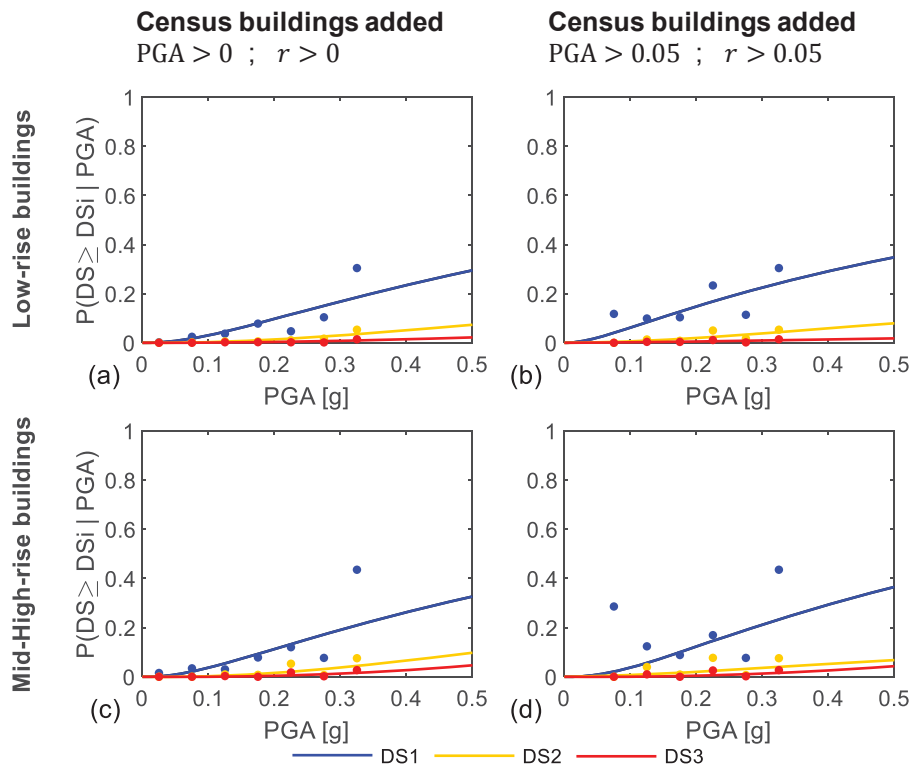 Census buildings added
PGA > 0 ; r > 0
Census buildings added
PGA > 0.05 ; r > 0.05
Low-rise buildings
P(DS≥ DSi | PGA)
1
0.8
0.6
0.4
0.2
0
0 0.1 0.2 0.3 0.4 0.5
(a)
PGA [g]
1
0.8
0.6
0.4
0.2
0
0 0.1 0.2 0.3 0.4 0.5
(b)
PGA [g]
Mid-High-rise buildings
P(DS≥ DSi | PGA)
1
0.8
0.6
0.4
0.2
0
0 0.1 0.2 0.3 0.4 0.5
(c)
PGA [g]
1
0.8
0.6
0.4
0.2
0
0 0.1 0.2 0.3 0.4 0.5
(d)
PGA [g]
DS1 DS2 DS3